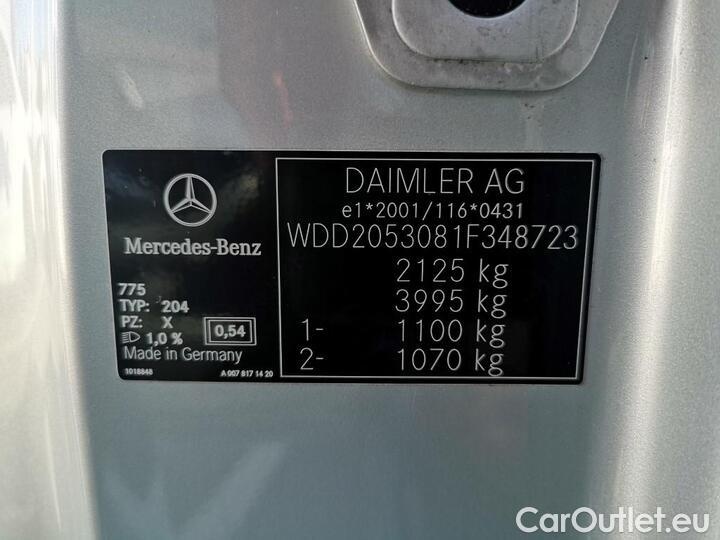 Mercedes-Benz
775
TYP: 204
PZ: X
1,0 %
0,54
Made in Germany
1018848
A 007 817 14 20
DAIMLER AG
e1*2001/116*0431
WDD2053081F348723
2125 kg
3995 kg
1- 1100 kg
2- 1070 kg
CarOutlet.eu